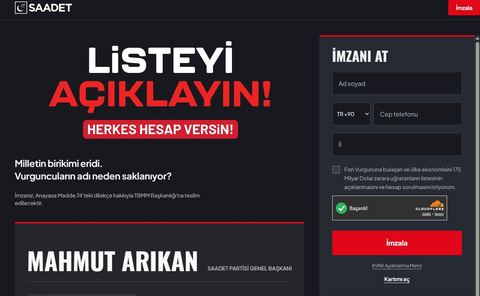 SAADET
İmzala
LiSTEYİ
AÇIKLAYIN!
HERKES HESAP VERSİN!
Milletin birikimi eridi.
Vurguncuların adı neden saklanıyor?
İmzanız, Anayasa Madde 74'teki dilekçe hakkıyla TBMM Başkanlığı'na teslim
edilecektir.
MAHMUT ARIKAN
SAADET PARTİSİ GENEL BAŞKANI
İMZANI AT
Ad soyad
TR +90
Cep telefonu
İl
Fon Vurgununa bulaşan ve ülke ekonomisini 175
Milyar Dolar zarara uğratanların listesinin
açıklanmasını ve hesap sorulmasını istiyorum.
Başarılı!
CLOUDFLARE
Gizlilik • Yardım
İmzala
KVKK Aydınlatma Metni
Kartımı aç